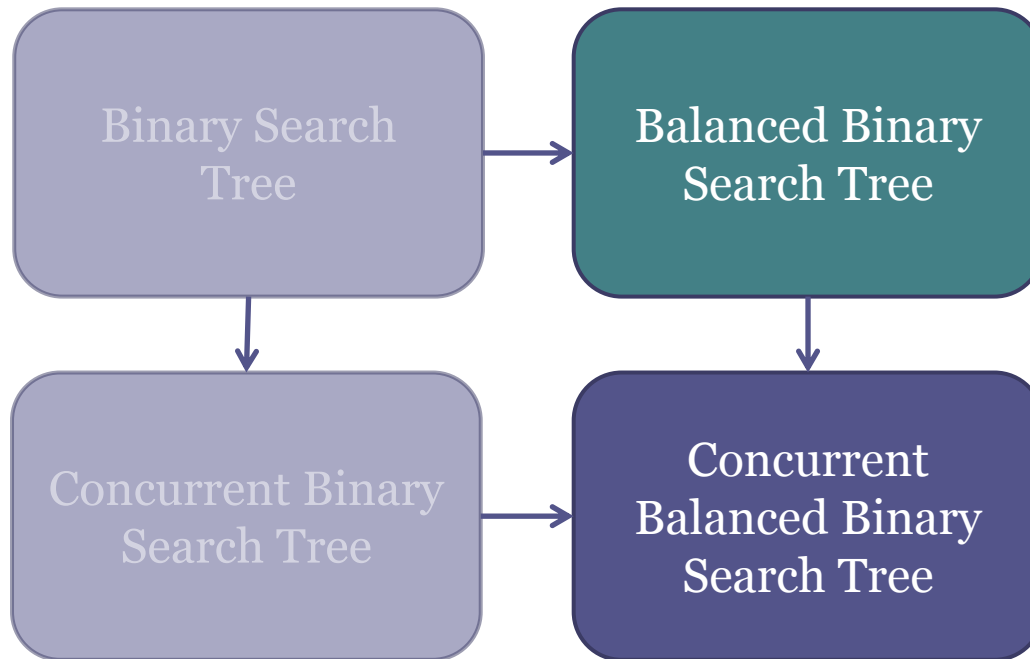 Binary Search
Tree
Balanced Binary
Search Tree
Concurrent Binary
Search Tree
Concurrent
Balanced Binary
Search Tree